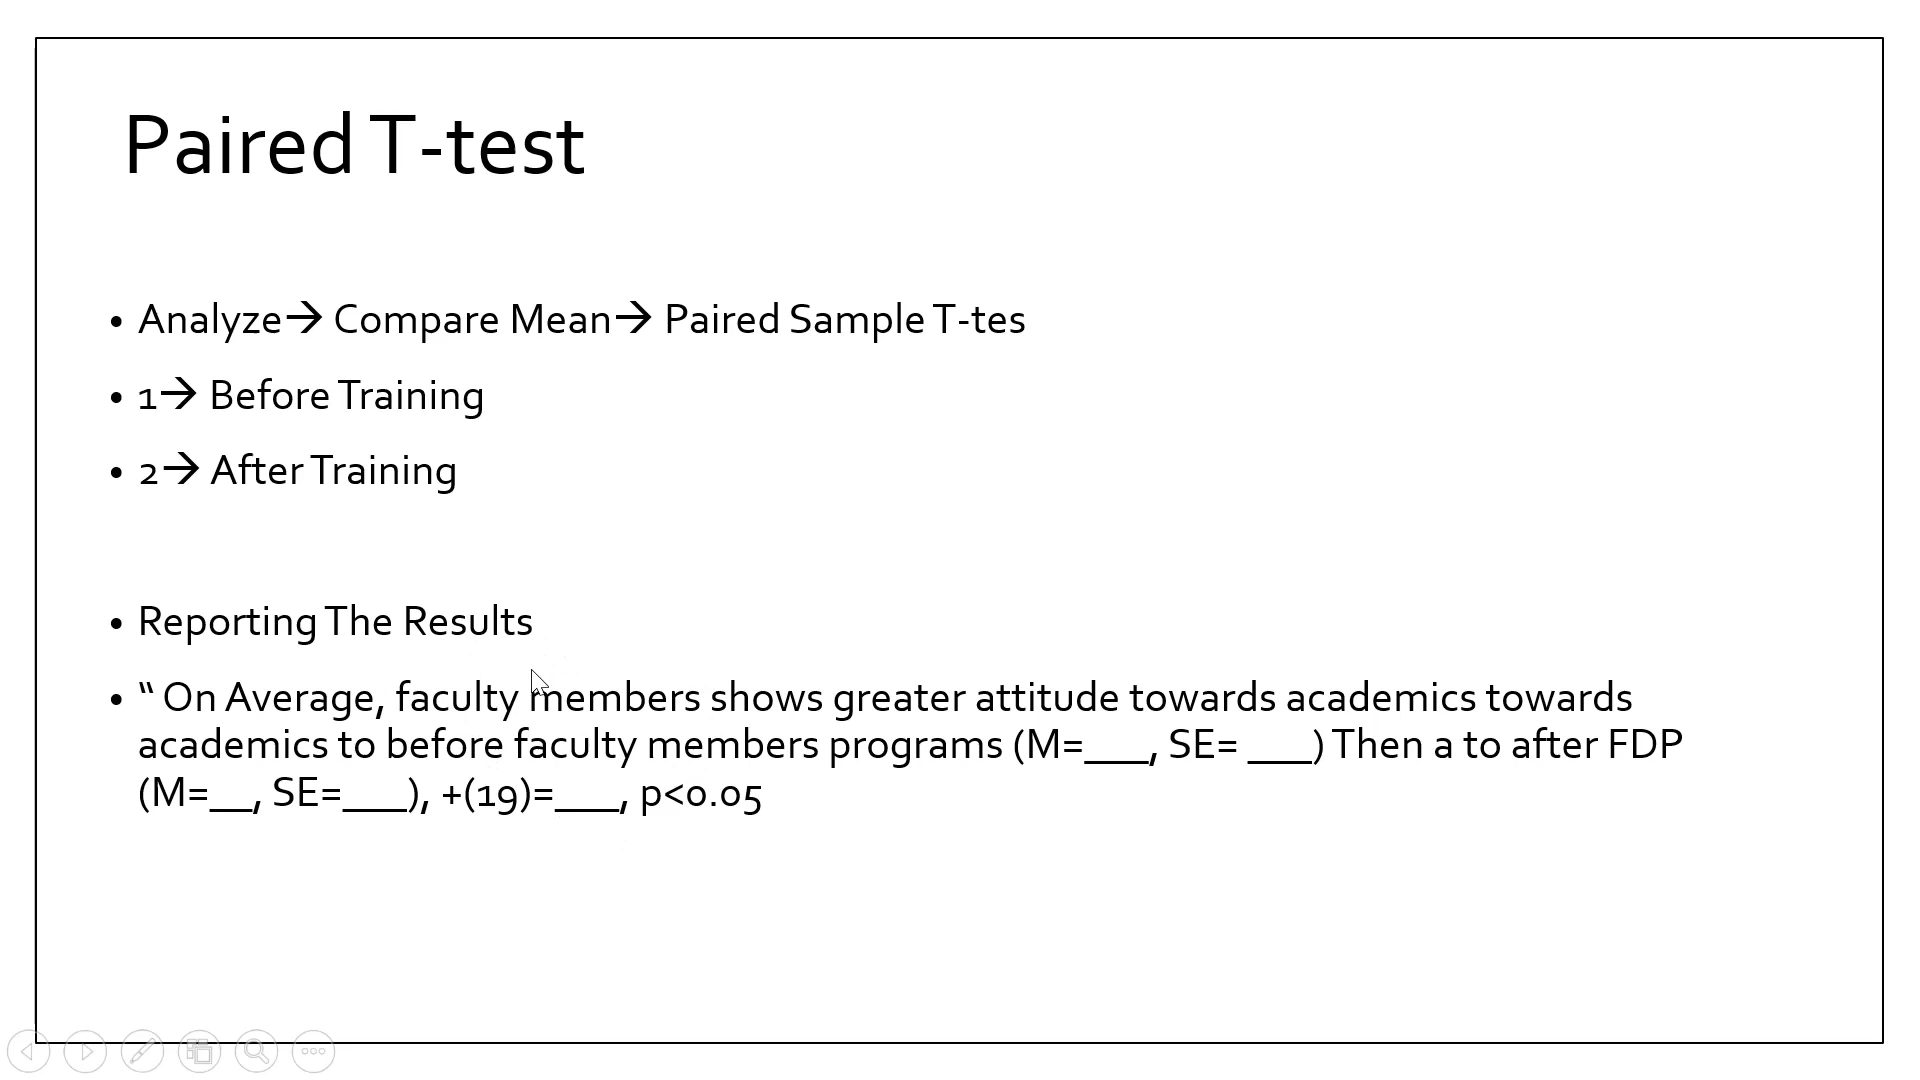 Paired T-test
• Analyze→ Compare Mean→ Paired Sample T-tes
• 1→ Before Training
• 2→ After Training
• Reporting The Results
• “ On Average, faculty members shows greater attitude towards academics towards
academics to before faculty members programs (M=___, SE= ___) Then a to after FDP
(M=__, SE=___), +(19)=___, p<0.05